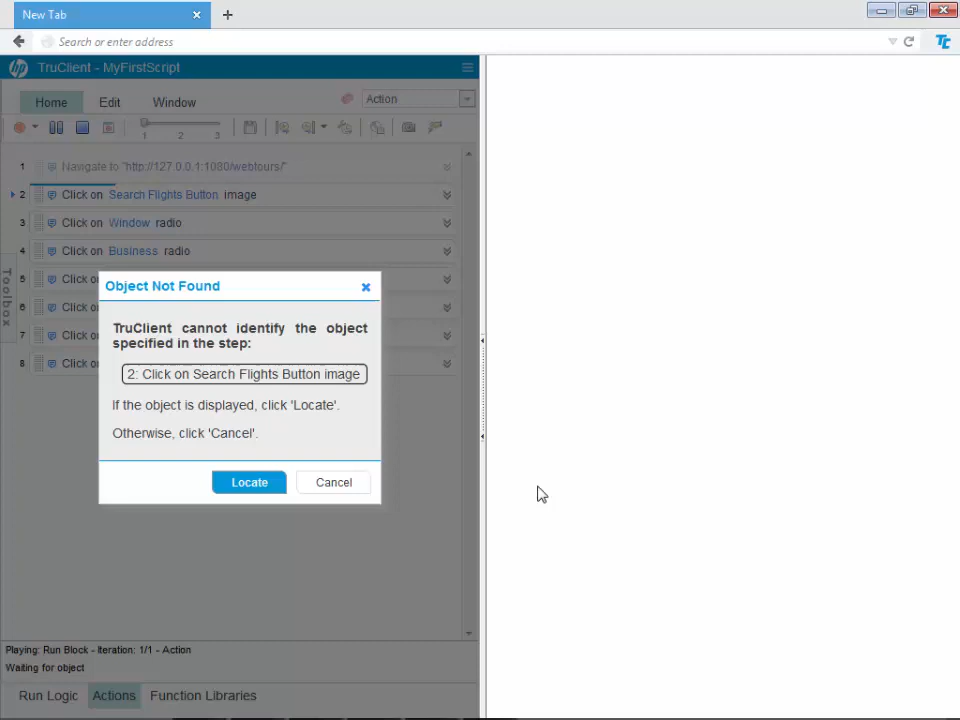 New Tab
Search or enter address
TC
hp TruClient - MyFirstScript
Home Edit Window Action
1 2 3
1 Navigate to "http://127.0.0.1:1080/webtours/"
2 Click on Search Flights Button image
3 Click on Window radio
4 Click on Business radio
5 Click on
6 Click on
7 Click on
8 Click on
Toolbox
Object Not Found
TruClient cannot identify the object
specified in the step:
2: Click on Search Flights Button image
If the object is displayed, click 'Locate'.
Otherwise, click 'Cancel'.
Locate Cancel
Playing: Run Block - Iteration: 1/1 - Action
Waiting for object
Run Logic Actions Function Libraries